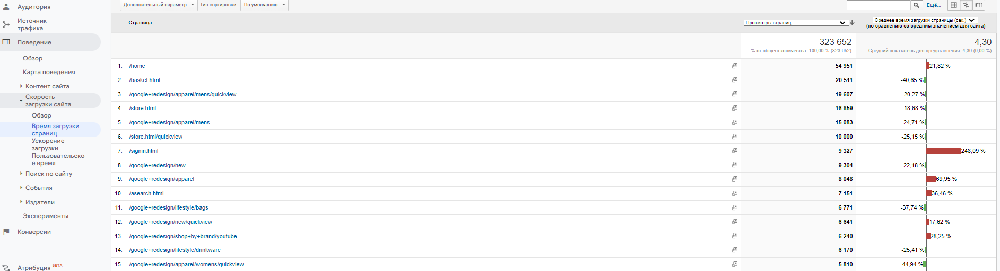 Аудитория
Источник
трафика
Поведение
Обзор
Карта поведения
Контент сайта
Скорость
загрузки сайта
Обзор
Время загрузки
страниц
Ускорение
загрузки
Пользовательско
е время
Поиск по сайту
События
Издатели
Эксперименты
Конверсии
Атрибуция БЕТА
Дополнительный параметр Тип сортировки: По умолчанию Ещё...
Страница Просмотры страниц Среднее время загрузки страницы (сек.)
(по сравнению со средним значением для сайта)
323 652 4,30
% от общего количества: 100,00 % (323 652) Средний показатель для представления: 4,30 (0,00 %)
1. /home 54 951 21,82 %
2. /basket.html 20 511 -40,65 %
3. /google+redesign/apparel/mens/quickview 19 607 -20,27 %
4. /store.html 16 859 -18,68 %
5. /google+redesign/apparel/mens 15 083 -24,71 %
6. /store.html/quickview 10 000 -25,15 %
7. /signin.html 9 327 248,09 %
8. /google+redesign/new 9 304 -22,18 %
9. /google+redesign/apparel 8 048 69,95 %
10. /asearch.html 7 151 36,46 %
11. /google+redesign/lifestyle/bags 6 771 -37,74 %
12. /google+redesign/new/quickview 6 641 17,62 %
13. /google+redesign/shop+by+brand/youtube 6 240 28,25 %
14. /google+redesign/lifestyle/drinkware 6 170 -25,41 %
15. /google+redesign/apparel/womens/quickview 5 810 -44,94 %